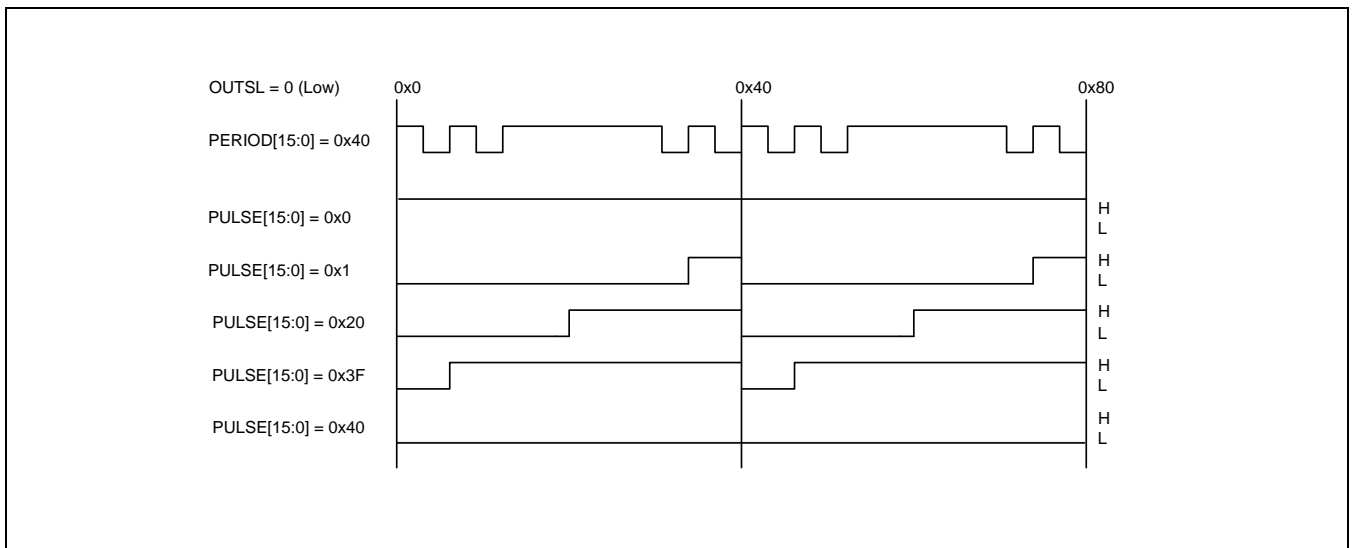 OUTSL = 0 (Low)
0x0
0x40
0x80
PERIOD[15:0] = 0x40
PULSE[15:0] = 0x0
H
L
PULSE[15:0] = 0x1
H
L
PULSE[15:0] = 0x20
H
L
PULSE[15:0] = 0x3F
H
L
PULSE[15:0] = 0x40
H
L